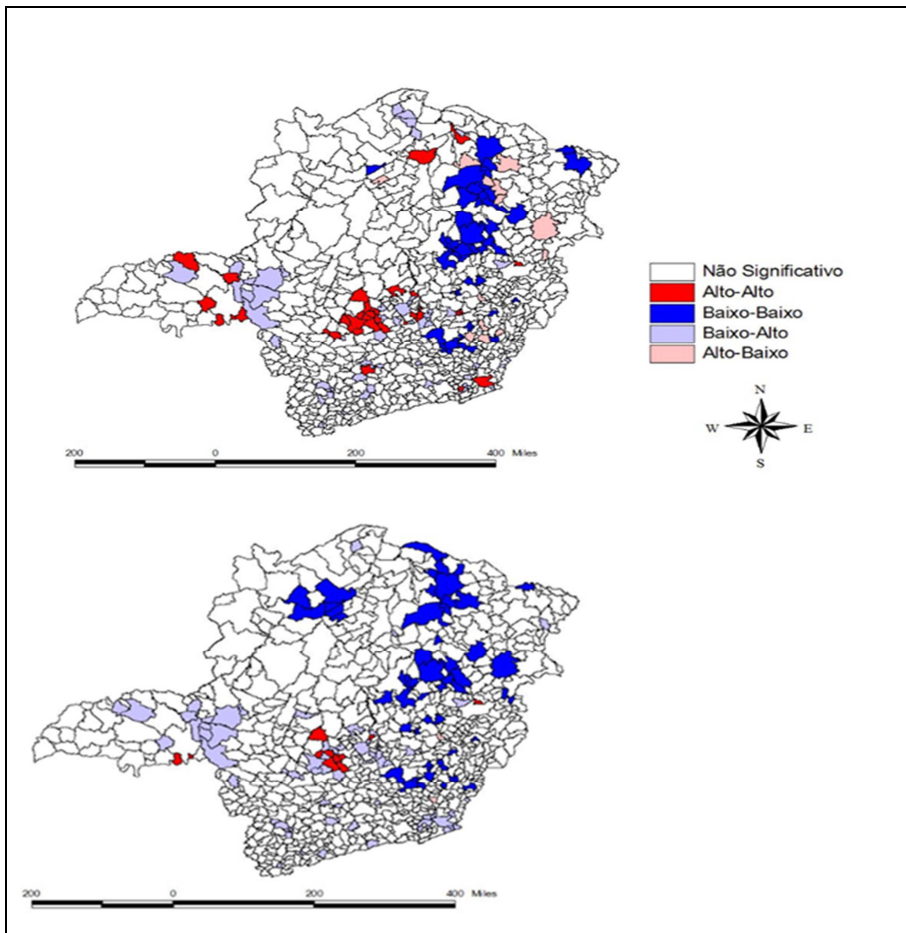 Não Significativo
Alto-Alto
Baixo-Baixo
Baixo-Alto
Alto-Baixo
N
W E
S
200 0 200 400 Miles
200 0 200 400 Miles